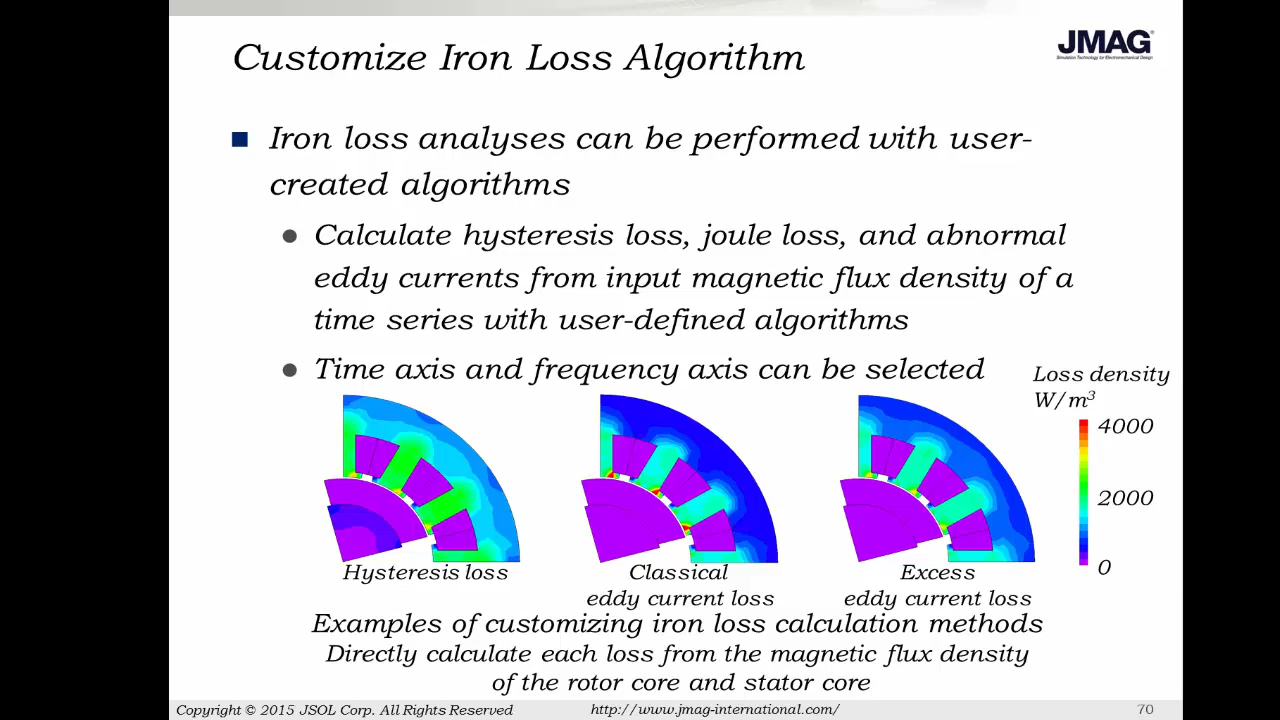 Customize Iron Loss Algorithm
JMAG
Simulation Technology for Electromechanical Design
Iron loss analyses can be performed with user-
created algorithms
Calculate hysteresis loss, joule loss, and abnormal
eddy currents from input magnetic flux density of a
time series with user-defined algorithms
Time axis and frequency axis can be selected
Loss density
W/m³
4000
2000
0
Hysteresis loss
Classical
eddy current loss
Excess
eddy current loss
Examples of customizing iron loss calculation methods
Directly calculate each loss from the magnetic flux density
of the rotor core and stator core
Copyright © 2015 JSOL Corp. All Rights Reserved
http://www.jmag-international.com/
70